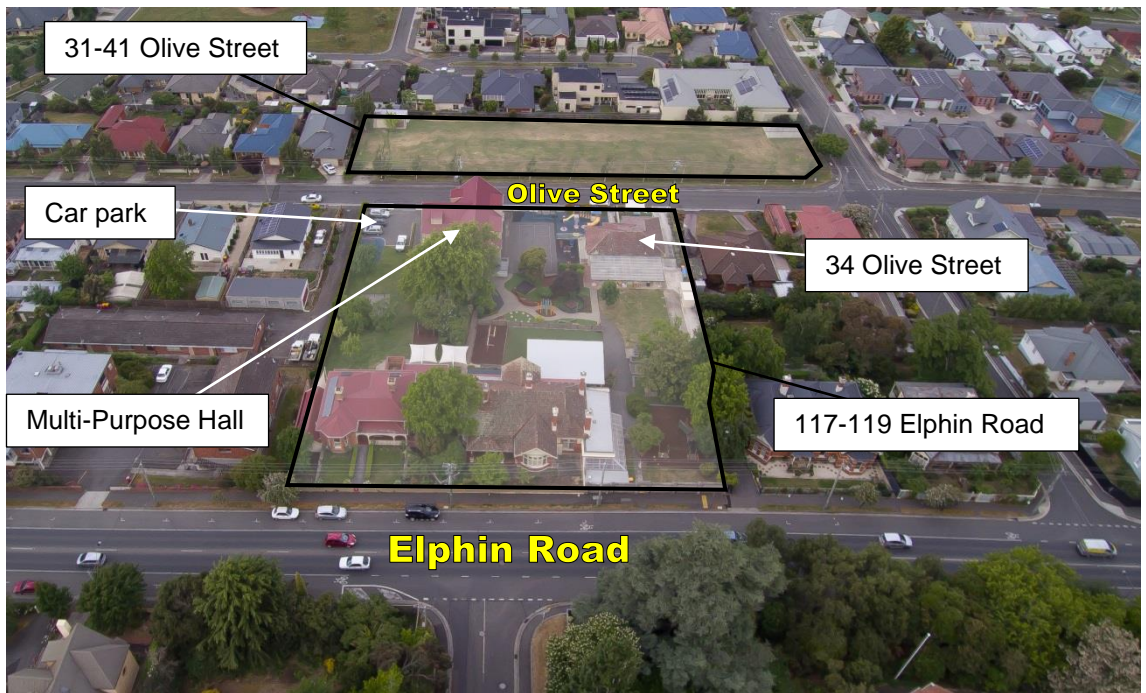 31-41 Olive Street
Olive Street
Car park
34 Olive Street
Multi-Purpose Hall
117-119 Elphin Road
Elphin Road